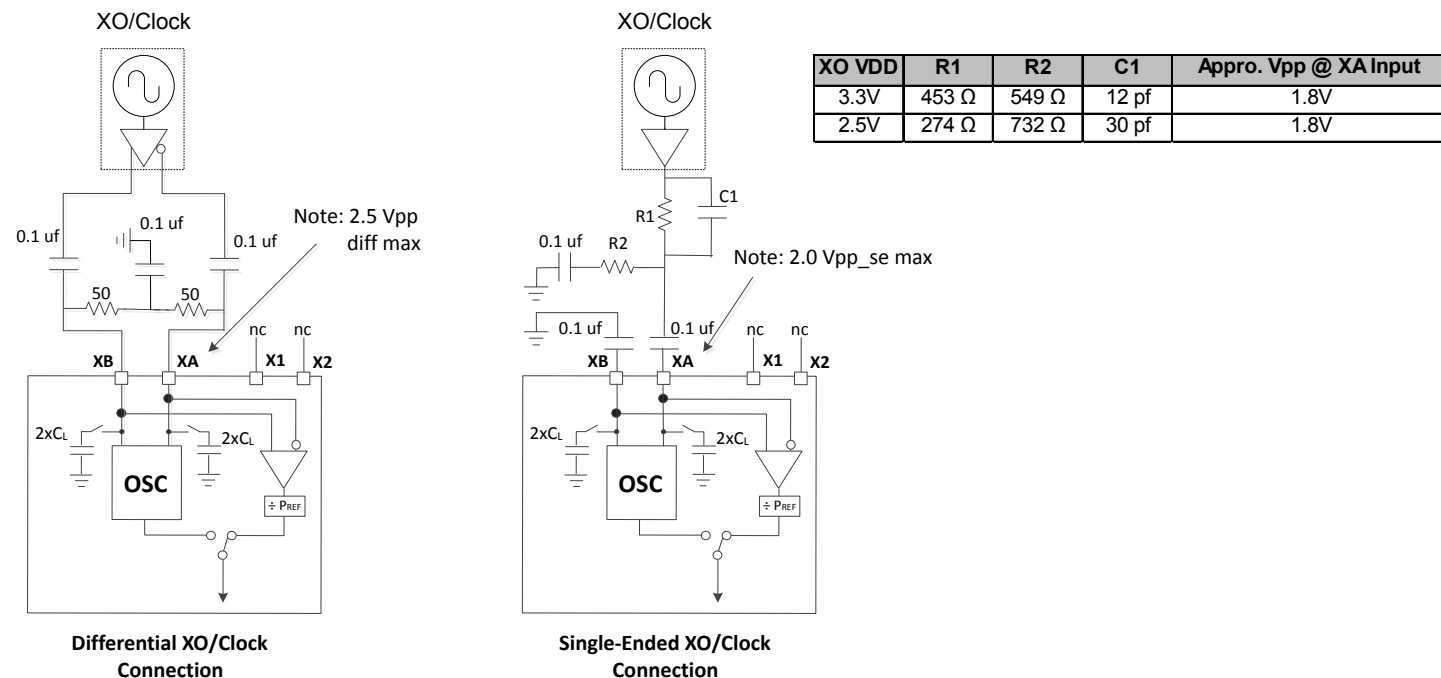 XO/Clock
0.1 uf
0.1 uf
0.1 uf
50
50
Note: 2.5 Vpp
diff max
nc
nc
XB
XA
X1
X2
2xCL
2xCL
OSC
÷ PREF
Differential XO/Clock
Connection
XO/Clock
C1
R1
0.1 uf
R2
Note: 2.0 Vpp_se max
0.1 uf
0.1 uf
nc
nc
XB
XA
X1
X2
2xCL
2xCL
OSC
÷ PREF
Single-Ended XO/Clock
Connection
XO VDD R1 R2 C1 Appro. Vpp @ XA Input
3.3V 453 Ω 549 Ω 12 pf 1.8V
2.5V 274 Ω 732 Ω 30 pf 1.8V